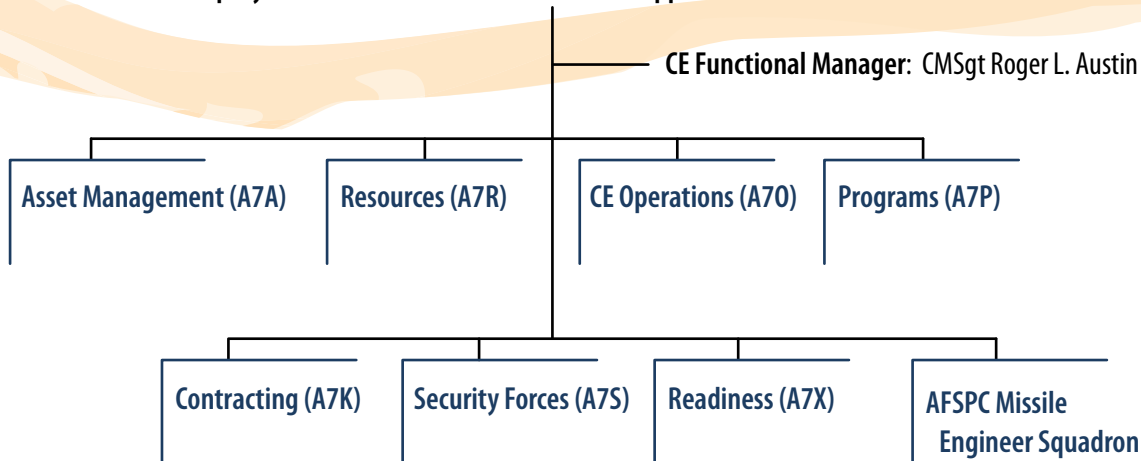 CE Functional Manager: CMSgt Roger L. Austin
Asset Management (A7A)
Resources (A7R)
CE Operations (A7O)
Programs (A7P)
Contracting (A7K)
Security Forces (A7S)
Readiness (A7X)
AFSPC Missile
Engineer Squadron